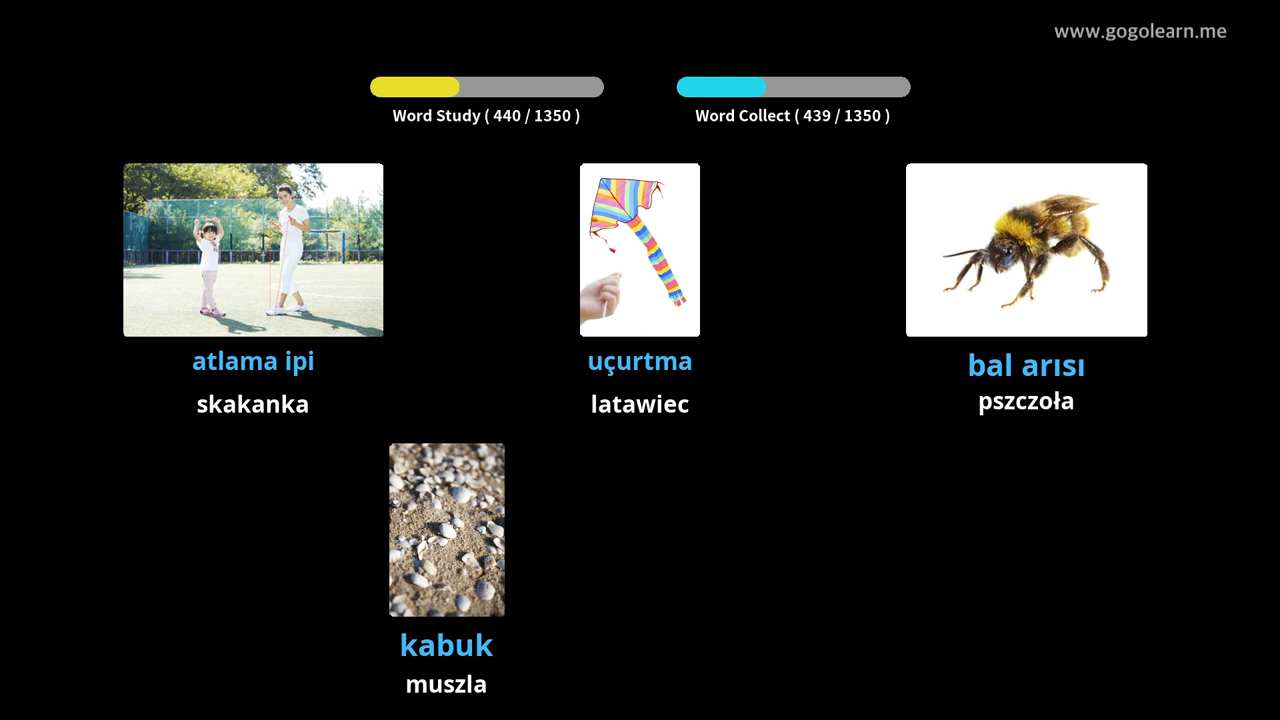 www.gogolearn.me
Word Study ( 440 / 1350 )
Word Collect ( 439 / 1350 )
atlama ipi
skakanka
uçurtma
latawiec
bal arısı
pszczoła
kabuk
muszla